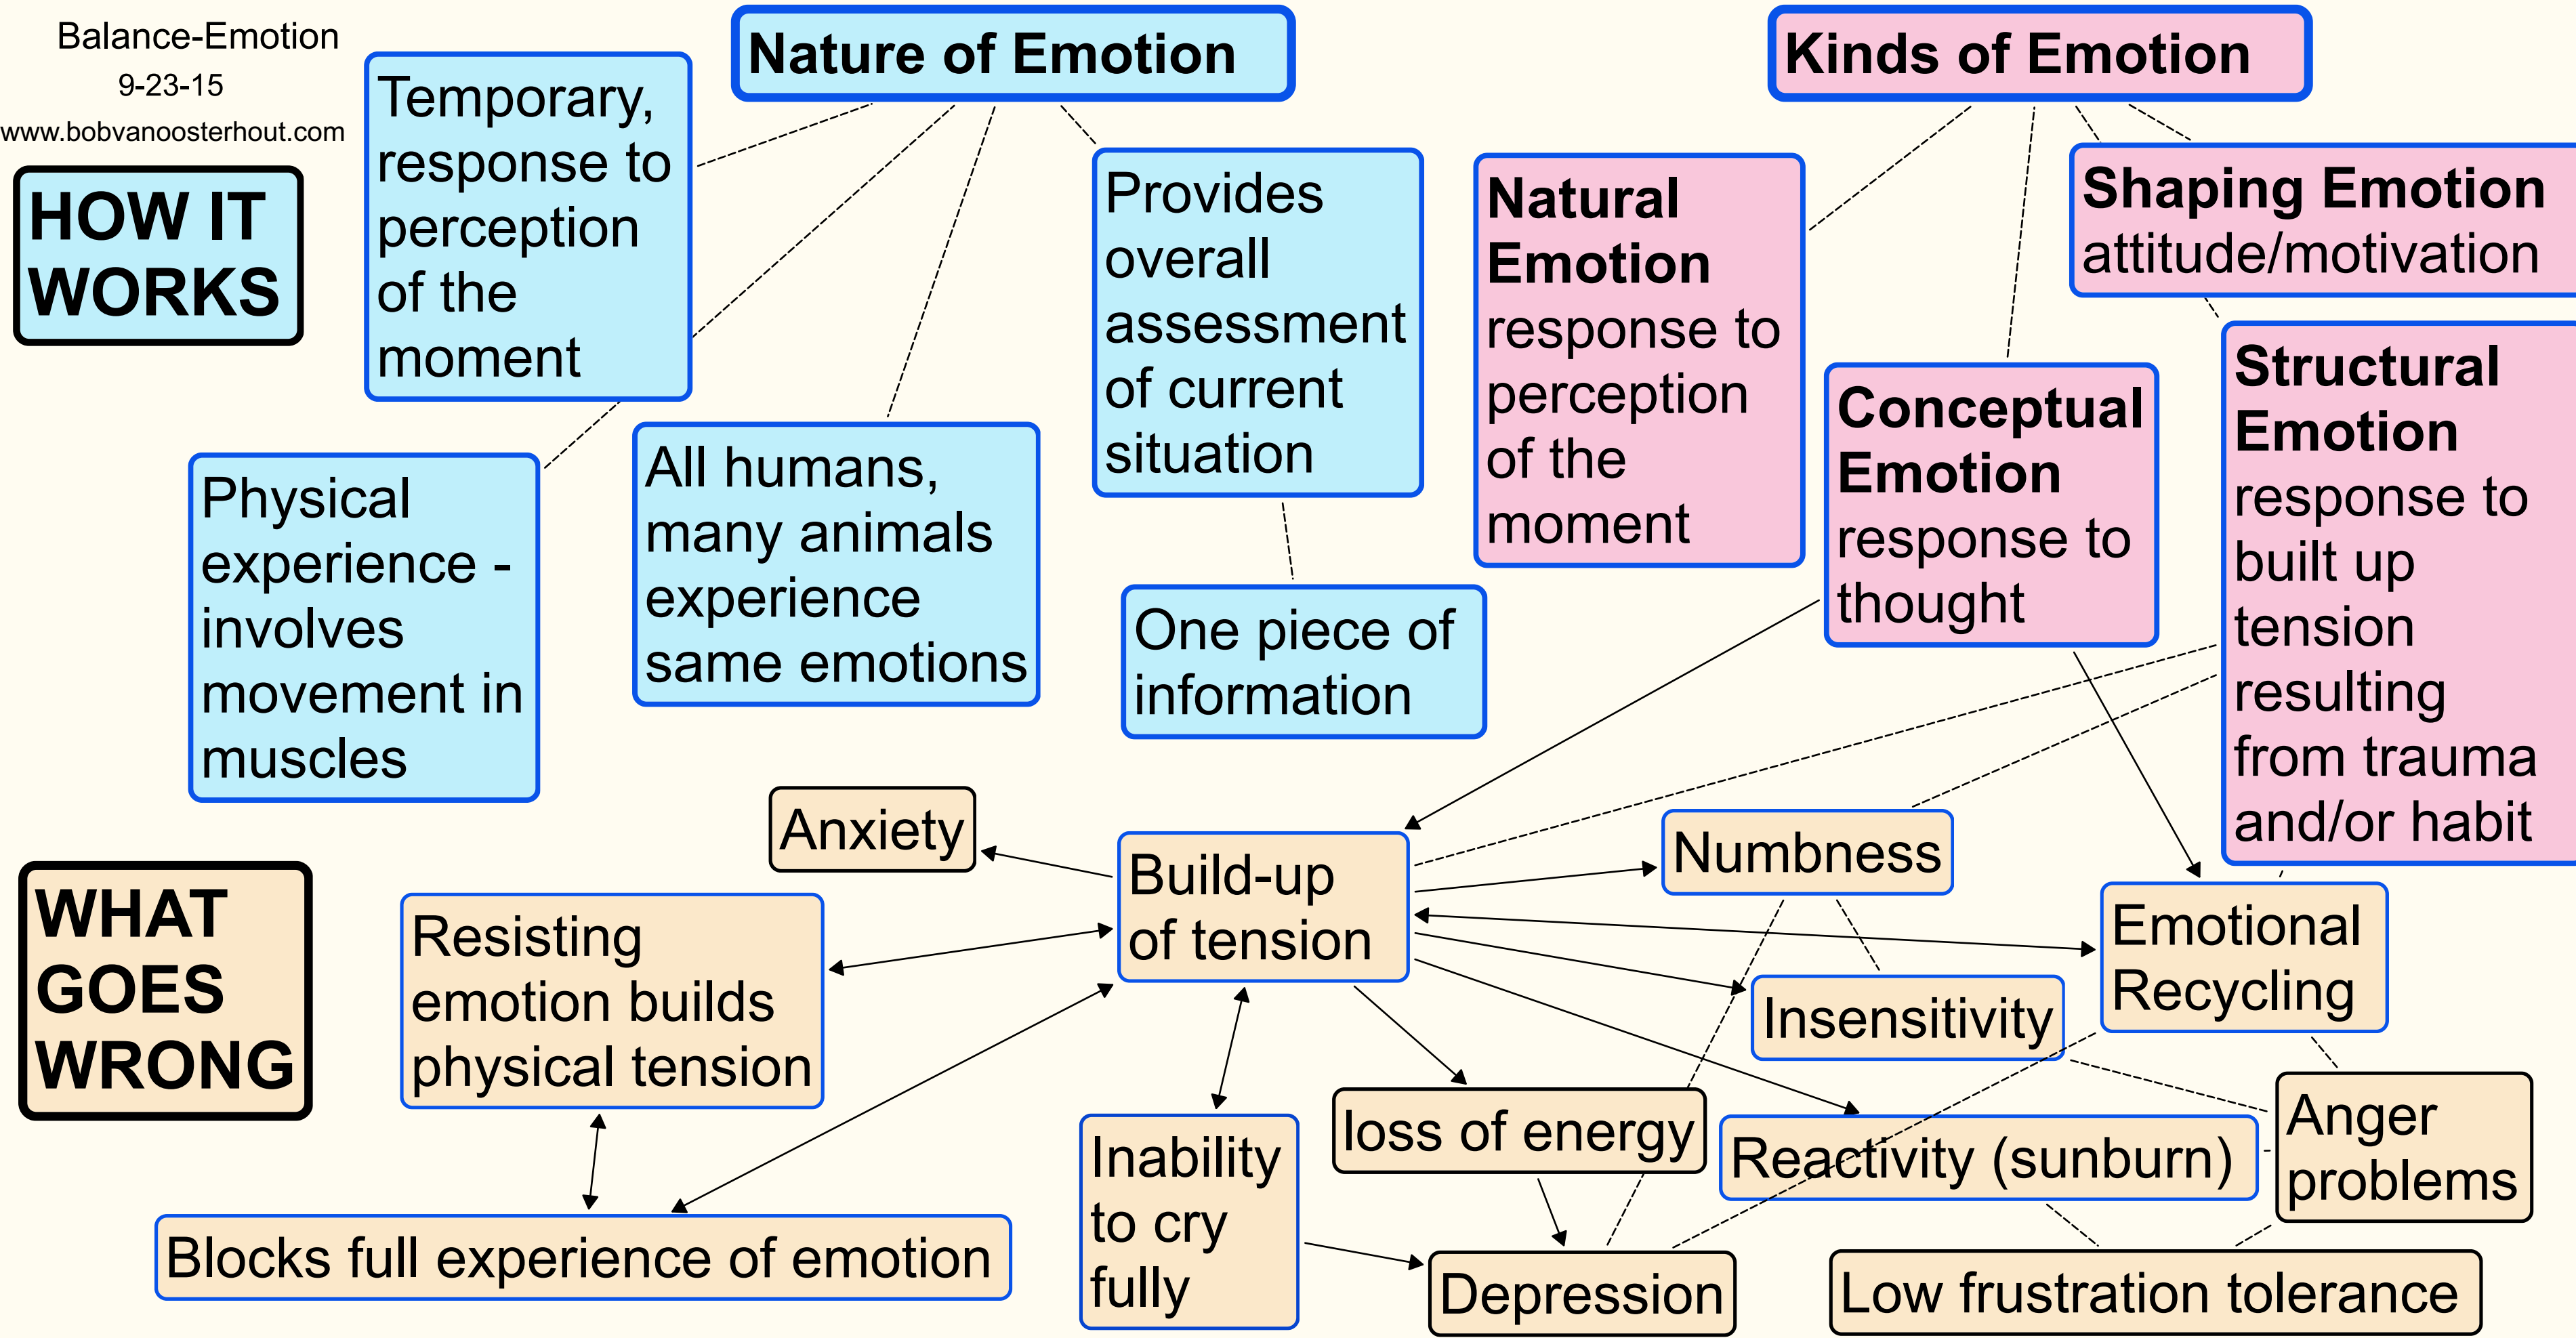 Balance-Emotion
9-23-15
www.bobvanoosterhout.com
HOW IT
WORKS
Nature of Emotion
Temporary,
response to
perception
of the
moment
Physical
experience -
involves
movement in
muscles
All humans,
many animals
experience
same emotions
Provides
overall
assessment
of current
situation
One piece of
information
Kinds of Emotion
Natural
Emotion
response to
perception
of the
moment
Conceptual
Emotion
response to
thought
Shaping Emotion
attitude/motivation
Structural
Emotion
response to
built up
tension
resulting
from trauma
and/or habit
WHAT
GOES
WRONG
Anxiety
Resisting
emotion builds
physical tension
Blocks full experience of emotion
Build-up
of tension
Inability
to cry
fully
loss of energy
Depression
Numbness
Insensitivity
Emotional
Recycling
Reactivity (sunburn)
Anger
problems
Low frustration tolerance